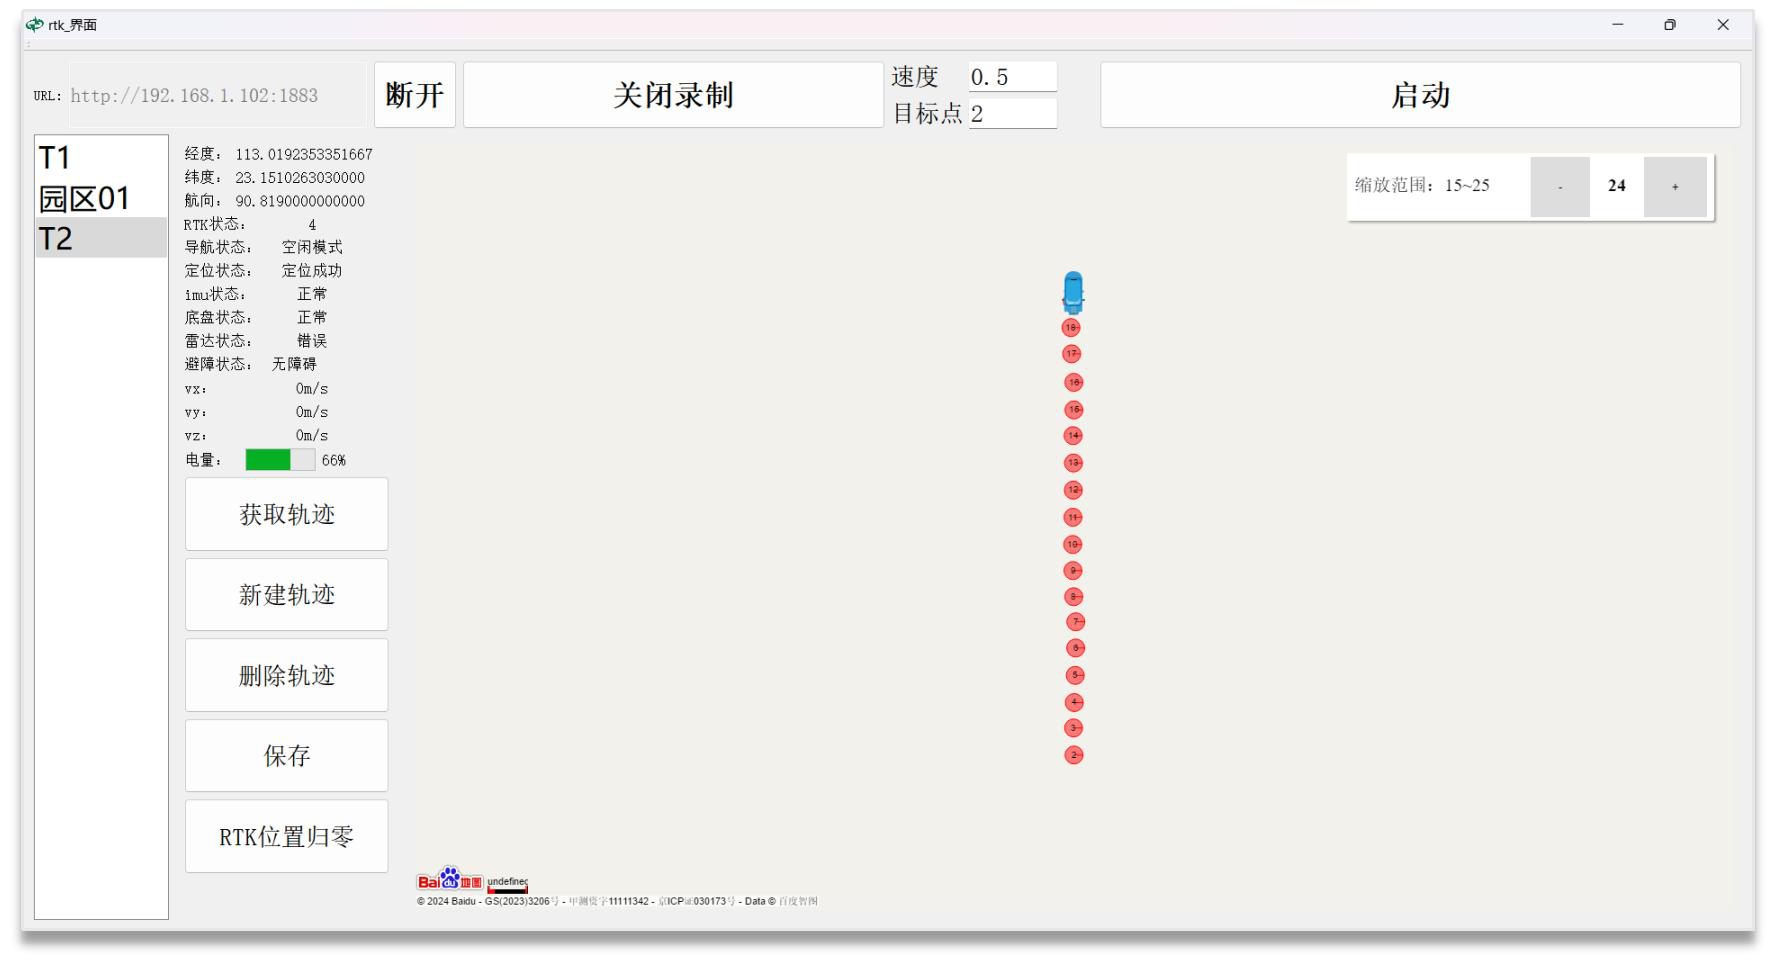 rtk_界面
URL: http://192.168.1.102:1883
断开
关闭录制
速度 0.5
目标点 2
启动
T1
园区01
T2
经度: 113.0192353351667
纬度: 23.1510263030000
航向: 90.8190000000000
RTK状态: 4
导航状态: 空闲模式
定位状态: 定位成功
imu状态: 正常
底盘状态: 正常
雷达状态: 错误
避障状态: 无障碍
vx: 0m/s
vy: 0m/s
vz: 0m/s
电量: 66%
获取轨迹
新建轨迹
删除轨迹
保存
RTK位置归零
缩放范围: 15~25
- 24 +
18
17
16
15
14
13
12
11
10
9
8
7
6
5
4
3
2
Bai du 地图 undefined
© 2024 Baidu - GS(2023)3206号 - 甲测资字11111342 - 京ICP证030173号 - Data © 百度智图